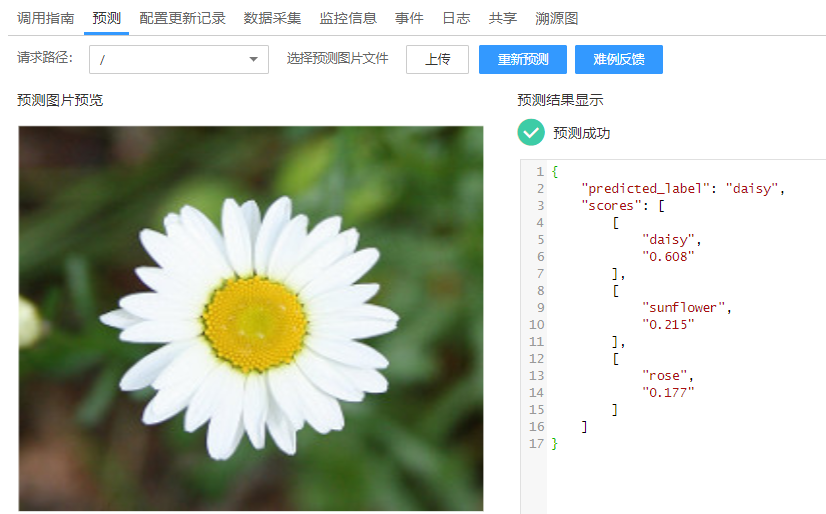 调用指南 预测 配置更新记录 数据采集 监控信息 事件 日志 共享 溯源图
请求路径： / 选择预测图片文件 上传 重新预测 难例反馈
预测图片预览 预测结果显示
预测成功
1 {
2 "predicted_label": "daisy",
3 "scores": [
4 [
5 "daisy",
6 "0.608"
7 ],
8 [
9 "sunflower",
10 "0.215"
11 ],
12 [
13 "rose",
14 "0.177"
15 ]
16 ]
17 }